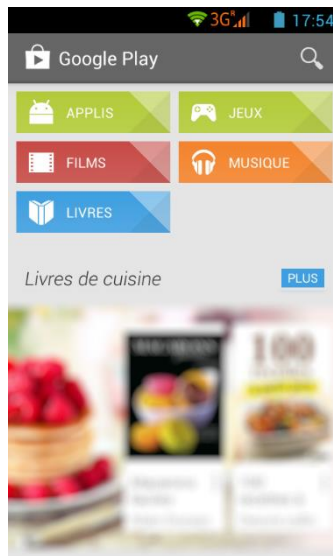 3G R 17:54
Google Play
APPLIS JEUX
FILMS MUSIQUE
LIVRES
Livres de cuisine PLUS
100